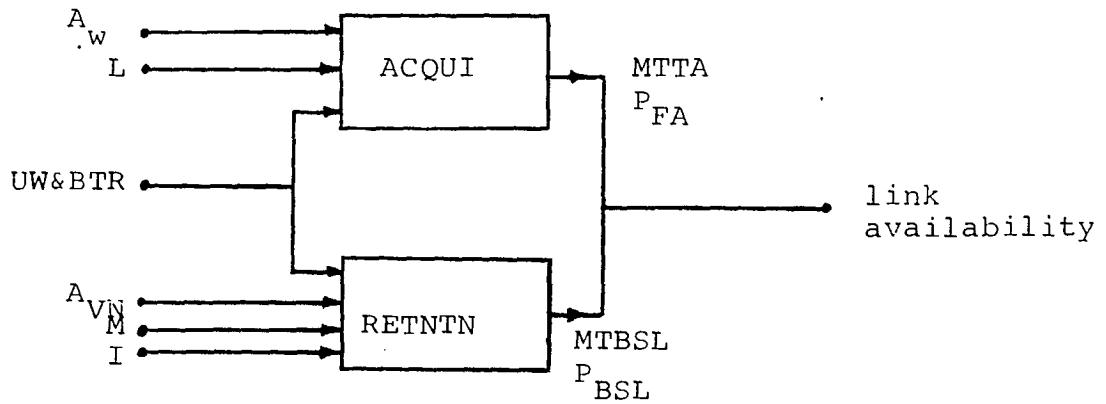 A_w
L
ACQUI
MTTA
P_FA
UW&BTR
link
availability
A_VN
M
I
RETNTN
MTBSL
P_BSL